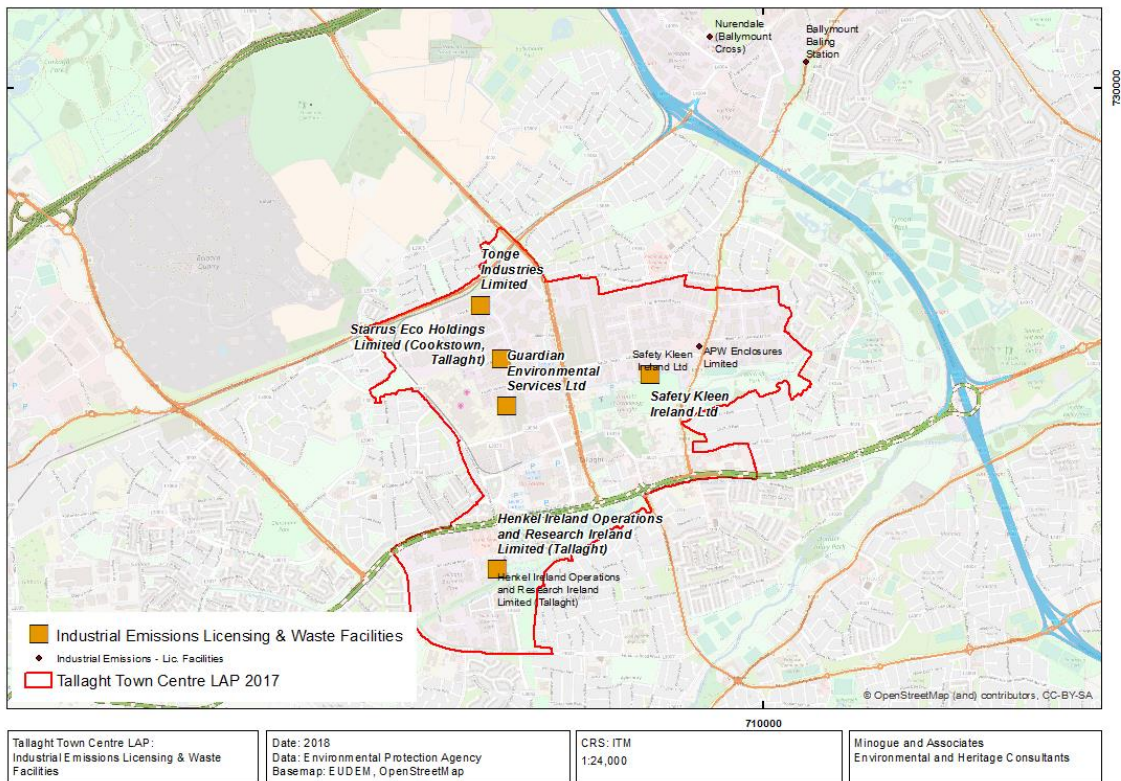 Nurendale
(Ballymount
Cross)
Ballymount
Baling
Station
730000
Tonge
Industries
Limited
Starrus Eco Holdings
Limited (Cookstown,
Tallaght)
Guardian
Environmental
Services Ltd
Safety Kleen
Ireland Ltd
APW Enclosures
Limited
Safety Kleen
Ireland Ltd
Henkel Ireland Operations
and Research Ireland
Limited (Tallaght)
Henkel Ireland Operations
and Research Ireland
Limited (Tallaght)
Industrial Emissions Licensing & Waste Facilities
Industrial Emissions - Lic. Facilities
Tallaght Town Centre LAP 2017
© OpenStreetMap (and) contributors, CC-BY-SA
710000
Tallaght Town Centre LAP:
Industrial Emissions Licensing & Waste
Facilities
Date: 2018
Data: Environmental Protection Agency
Basemap: EUDEM, OpenStreetMap
CRS: ITM
1:24,000
Minogue and Associates
Environmental and Heritage Consultants